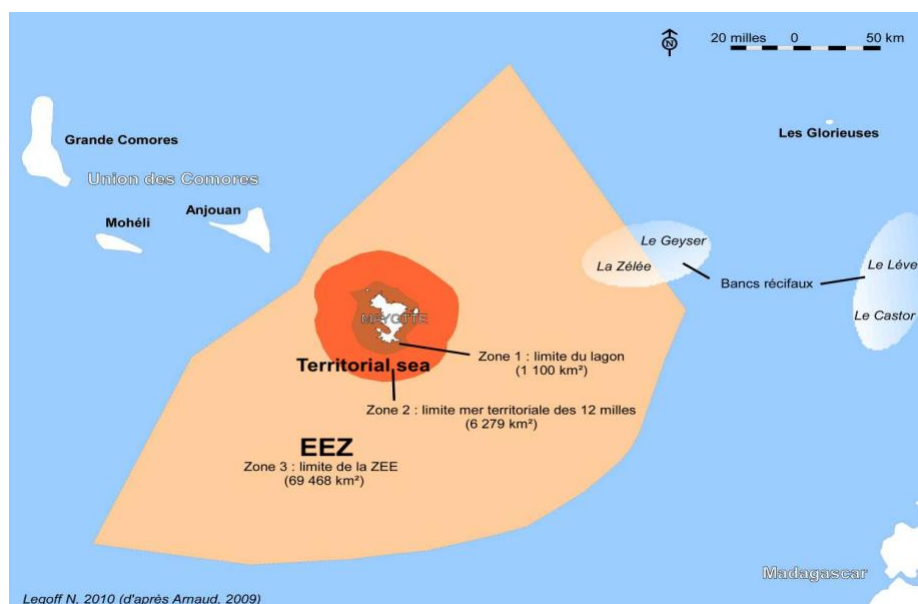 N
20 milles 0 50 km
Grande Comores
Les Glorieuses
Union des Comores
Anjouan
Mohéli
Le Geyser
La Zélée
Bancs récifaux
Le Léve
Le Castor
MAYOTTE
Zone 1 : limite du lagon
(1 100 km²)
Territorial sea
Zone 2 : limite mer territoriale des 12 milles
(6 279 km²)
EEZ
Zone 3 : limite de la ZEE
(69 468 km²)
Madagascar
Legoff N, 2010 (d'après Arnaud, 2009)